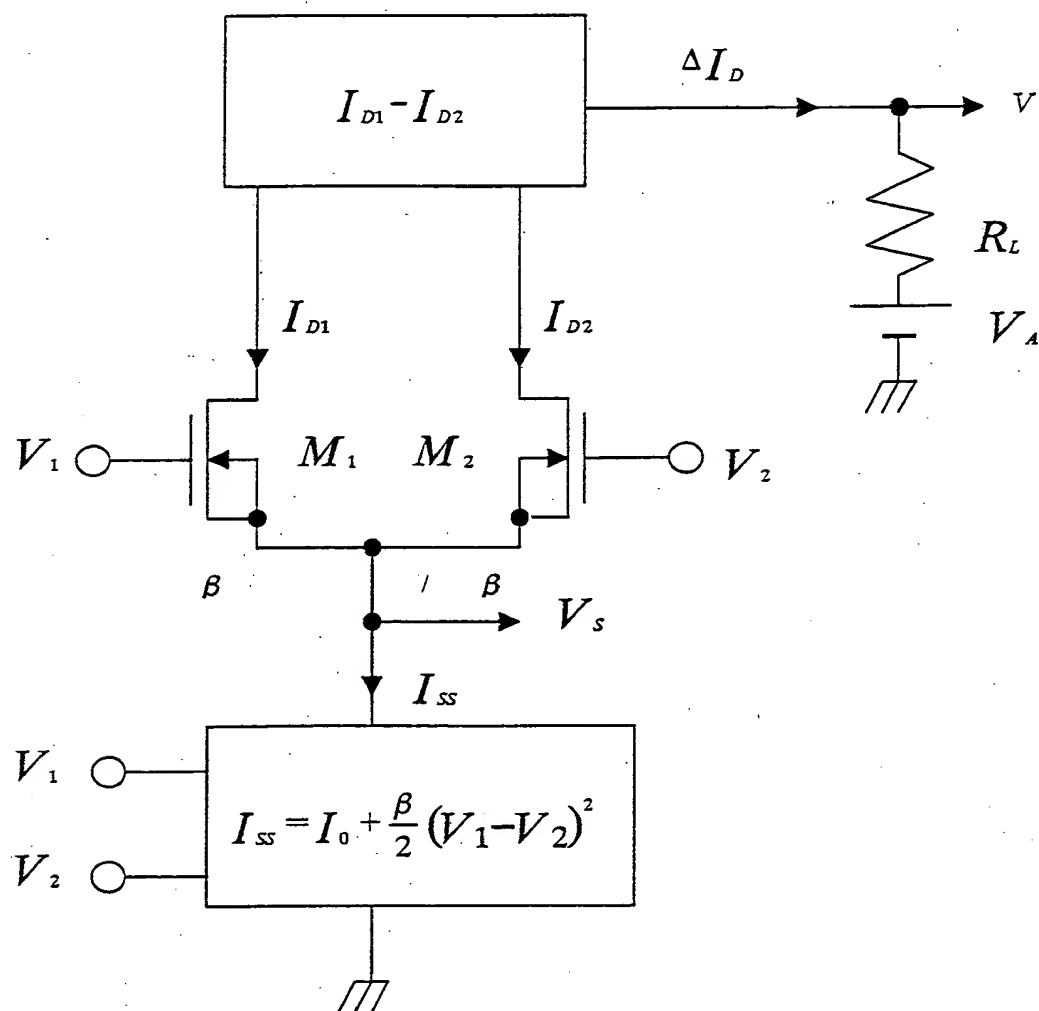 ΔI_D
I_D1-I_D2
V
R_L
I_D1
I_D2
V_A
V_1
M_1
M_2
V_2
β / β
V_S
I_SS
V_1
I_SS = I_0 + β/2 (V_1-V_2)^2
V_2